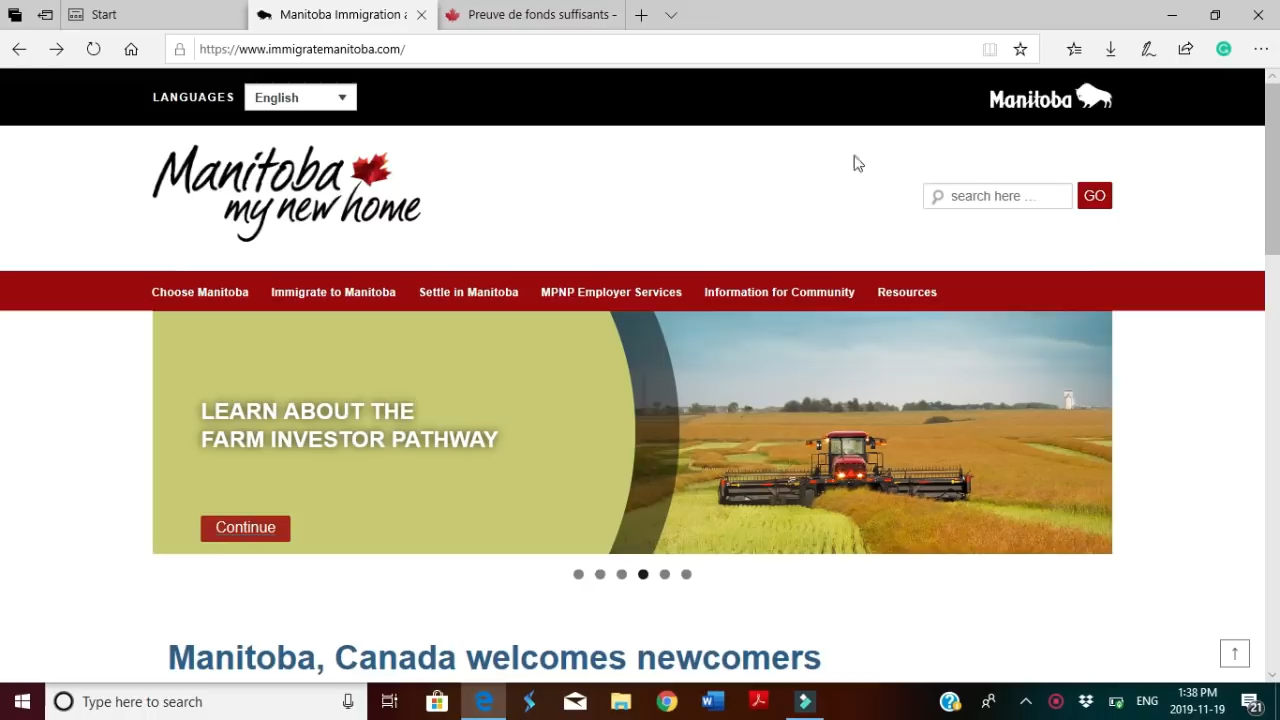 Start
Manitoba Immigration a
Preuve de fonds suffisants -
https://www.immigratemanitoba.com/
LANGUAGES
English
Manitoba
Manitoba
my new home
search here ...
GO
Choose Manitoba
Immigrate to Manitoba
Settle in Manitoba
MPNP Employer Services
Information for Community
Resources
LEARN ABOUT THE
FARM INVESTOR PATHWAY
Continue
Manitoba, Canada welcomes newcomers
Type here to search
ENG
1:38 PM
2019-11-19
21